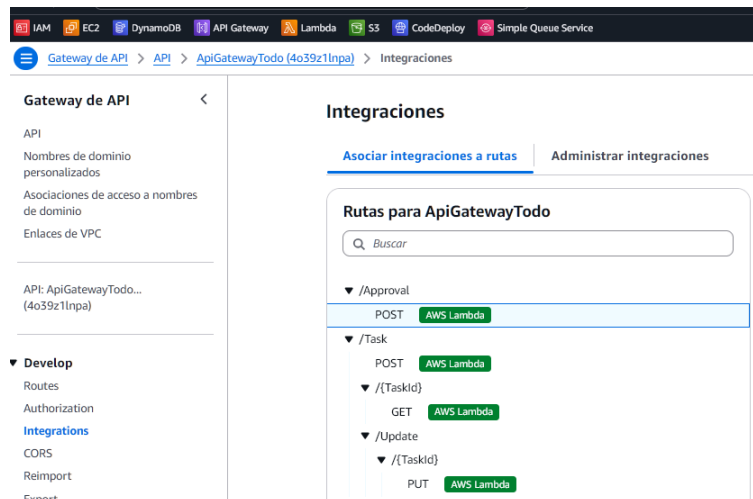 IAM EC2 DynamoDB API Gateway Lambda S3 CodeDeploy Simple Queue Service
Gateway de API > API > ApiGatewayTodo (4o39z1lnpa) > Integraciones
Gateway de API
API
Nombres de dominio
personalizados
Asociaciones de acceso a nombres
de dominio
Enlaces de VPC
API: ApiGatewayTodo...
(4o39z1lnpa)
Develop
Routes
Authorization
Integrations
CORS
Reimport
Export
Integraciones
Asociar integraciones a rutas Administrar integraciones
Rutas para ApiGatewayTodo
Buscar
/Approval
POST AWS Lambda
/Task
POST AWS Lambda
/{TaskId}
GET AWS Lambda
/Update
/{TaskId}
PUT AWS Lambda